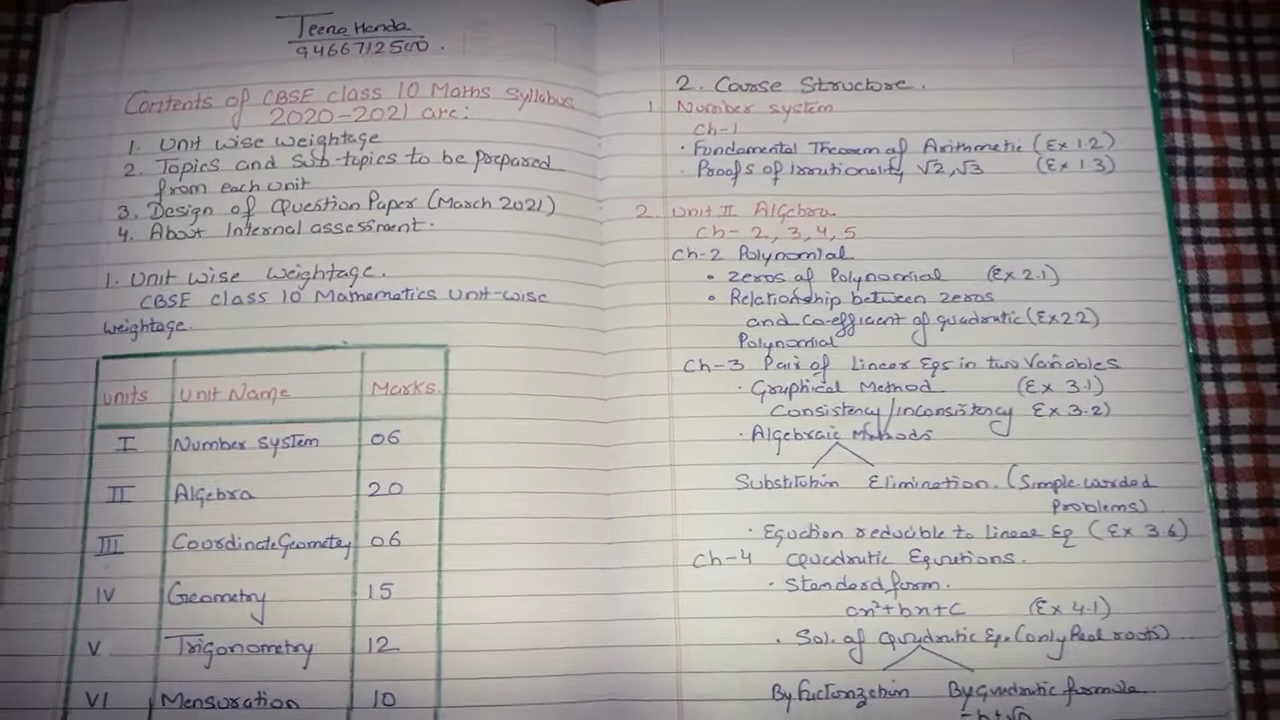 Teena Handa
9466712500.
Contents of CBSE class 10 Maths Syllabus
2020-2021 are:
1. Unit wise weightage
2. Topics and Sub-topics to be prepared
from each unit
3. Design of Question Paper (March 2021)
4. About Internal assessment.
1. Unit wise weightage.
CBSE class 10 Mathematics Unit-wise
weightage.
Units Unit Name Marks.
I Number system 06
II Algebra 20
III Coordinate Geometry 06
IV Geometry 15
V Trigonometry 12
VI Mensuration 10
2. Course Structure.
1. Number system
Ch-1
· Fundamental Theorem of Arithmetic (Ex 1.2)
· Proofs of irrationality √2, √3 (Ex 1.3)
2. Unit II Algebra
Ch- 2, 3, 4, 5
Ch-2 Polynomial
• Zeros of Polynomial (Ex 2.1)
• Relationship between zeros
and co-efficient of quadratic (Ex 2.2)
Polynomial
Ch-3 Pair of Linear Eqs in two Variables
· Graphical Method (Ex 3.1)
Consistency/inconsistency Ex 3.2)
· Algebraic Methods
Substitution Elimination. (Simple worded
Problems)
· Equation reducible to linear Eq (Ex 3.6)
Ch-4 Quadratic Equations.
· Standard form.
ax²+bx+c (Ex 4.1)
· Sol. of Quadratic Eq. (only Real roots)
By Factorization By quadratic formula